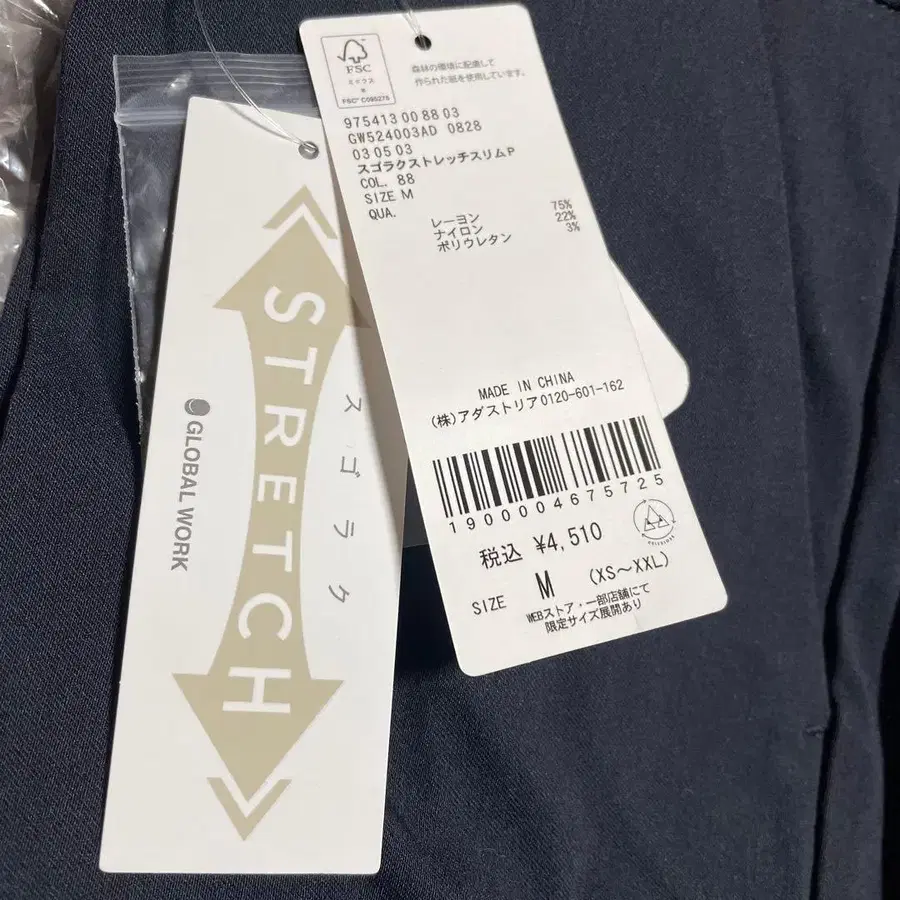 FSC
ミックス
紙
FSC® C095275
森林の環境に配慮して
作られた紙を使用しています。
975413 00 88 03
GW524003AD 0828
03 05 03
スゴラクストレッチスリムP
COL. 88
SIZE M
QUA.
レーヨン 75%
ナイロン 22%
ポリウレタン 3%
MADE IN CHINA
(株)アダストリア0120-601-162
1900004675725
税込 ¥4,510
SIZE M (XS～XXL)
WEBストア・一部店舗にて
限定サイズ展開あり
STRETCH
スゴラク
GLOBAL WORK